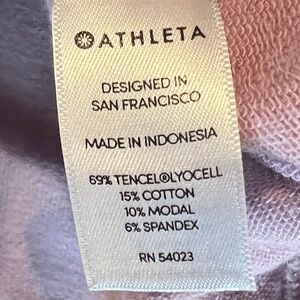 ATHLETA
DESIGNED IN
SAN FRANCISCO
MADE IN INDONESIA
69% TENCEL®LYOCELL
15% COTTON
10% MODAL
6% SPANDEX
RN 54023